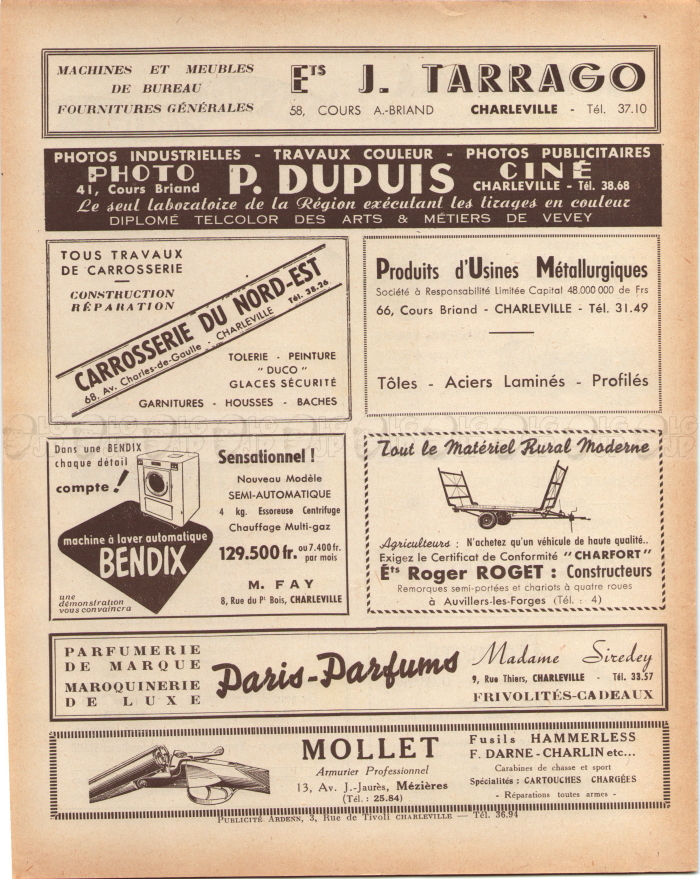 MACHINES ET MEUBLES
DE BUREAU
FOURNITURES GÉNÉRALES
Ets J. TARRAGO
58, COURS A.-BRIAND CHARLEVILLE - Tél. 37.10
PHOTOS INDUSTRIELLES - TRAVAUX COULEUR - PHOTOS PUBLICITAIRES
PHOTO P. DUPUIS CINÉ
41, Cours Briand CHARLEVILLE - Tél. 38.68
Le seul laboratoire de la Région exécutant les tirages en couleur
DIPLOMÉ TELCOLOR DES ARTS & MÉTIERS DE VEVEY
TOUS TRAVAUX
DE CARROSSERIE
CONSTRUCTION
RÉPARATION
CARROSSERIE DU NORD-EST
68, Av. Charles-de-Gaulle - CHARLEVILLE Tél. 38.26
TOLERIE - PEINTURE
"DUCO"
GLACES SÉCURITÉ
GARNITURES - HOUSSES - BACHES
Produits d'Usines Métallurgiques
Société à Responsabilité Limitée Capital 48.000 000 de Frs
66, Cours Briand - CHARLEVILLE - Tél. 31.49
Tôles - Aciers Laminés - Profilés
Dans une BENDIX
chaque détail
compte !
machine à laver automatique
BENDIX
une
démonstration
vous convaincra
Sensationnel !
Nouveau Modèle
SEMI-AUTOMATIQUE
4 kg. Essoreuse Centrifuge
Chauffage Multi-gaz
129.500 fr. ou 7.400 fr. par mois
M. FAY
8, Rue du Pt Bois, CHARLEVILLE
Tout le Matériel Rural Moderne
Agriculteurs : N'achetez qu'un véhicule de haute qualité..
Exigez le Certificat de Conformité "CHARFORT"
Éts Roger ROGET : Constructeurs
Remorques semi-portées et chariots à quatre roues
à Auvillers-les-Forges (Tél. : 4)
PARFUMERIE
DE MARQUE
MAROQUINERIE
DE LUXE
Paris-Parfums
Madame Siredey
9, Rue Thiers, CHARLEVILLE - Tél. 33.57
FRIVOLITÉS-CADEAUX
MOLLET
Armurier Professionnel
13, Av. J.-Jaurès, Mézières
(Tél. : 25.84)
Fusils HAMMERLESS
F. DARNE - CHARLIN etc...
Carabines de chasse et sport
Spécialités : CARTOUCHES CHARGÉES
- Réparations toutes armes -
PUBLICITÉ ARDENN, 3, Rue de Tivoli CHARLEVILLE — Tél. 36.94